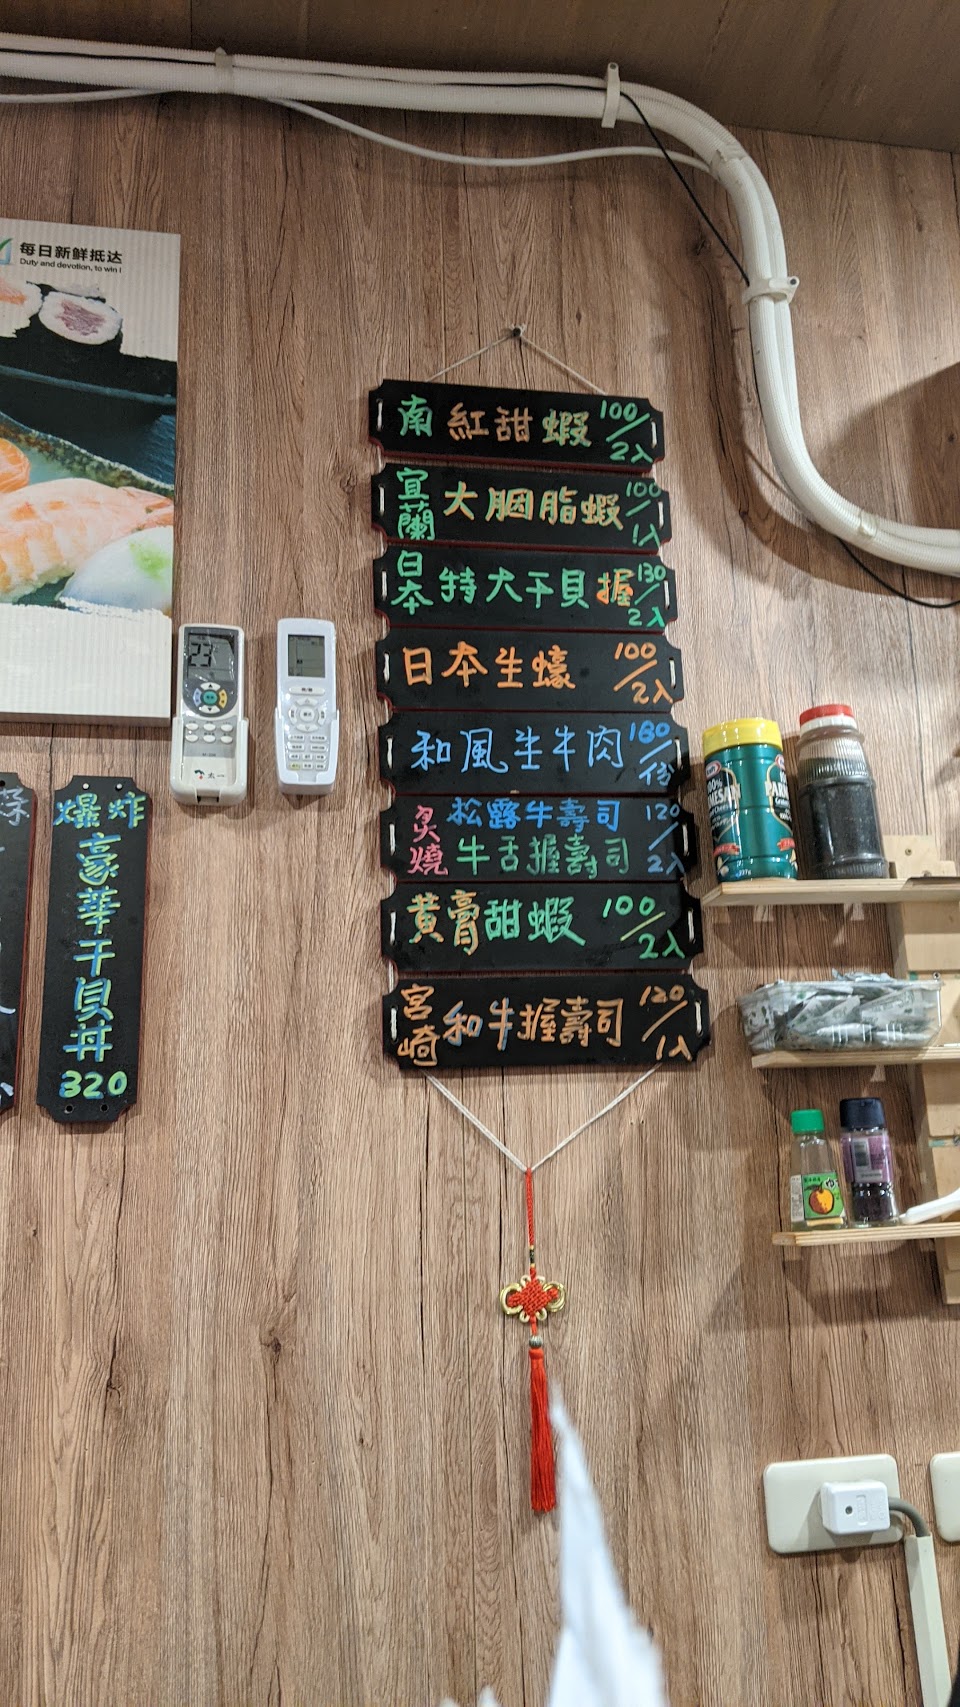 每日新鮮抵达
Duty and devotion, to win !
南 紅甜蝦 100/2入
宜蘭 大胭脂蝦 100/1入
日本 特大干貝握 130/2入
日本生蠔 100/2入
和風生牛肉 180/份
炙燒 松露牛壽司 120/2入
牛舌握壽司
黃膏甜蝦 100/2入
宮崎 和牛握壽司 120/1入
爆炸
豪華干貝丼
320
23
100%